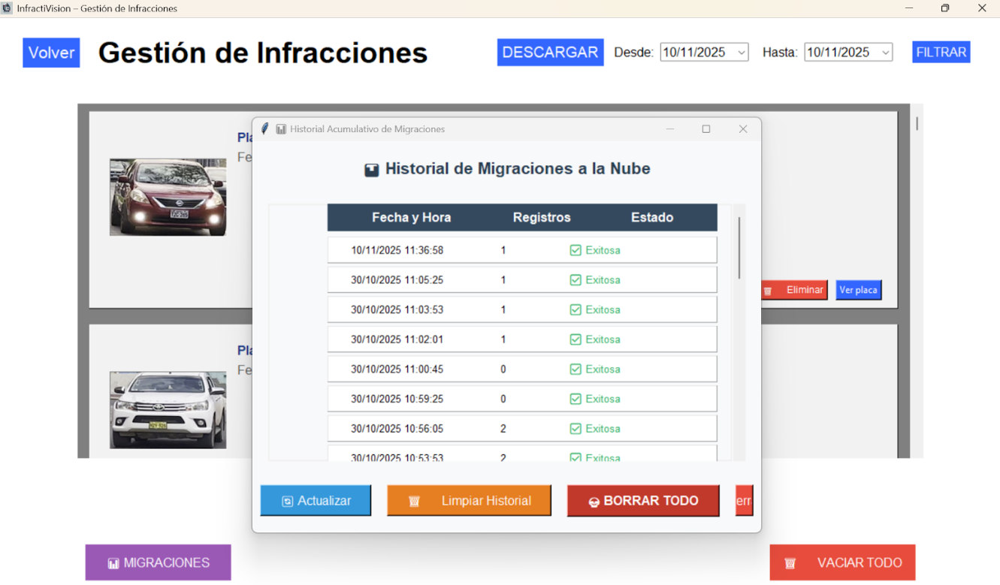 InfractiVision – Gestión de Infracciones
Volver
Gestión de Infracciones
DESCARGAR
Desde: 10/11/2025
Hasta: 10/11/2025
FILTRAR
Historial Acumulativo de Migraciones
Historial de Migraciones a la Nube
Fecha y Hora Registros Estado
10/11/2025 11:36:58 1 Exitosa
30/10/2025 11:05:25 1 Exitosa
30/10/2025 11:03:53 1 Exitosa
30/10/2025 11:02:01 1 Exitosa
30/10/2025 11:00:45 0 Exitosa
30/10/2025 10:59:25 0 Exitosa
30/10/2025 10:56:05 2 Exitosa
30/10/2025 10:53:53 2 Exitosa
Pla
Fe
Eliminar
Ver placa
Pla
Fe
Actualizar
Limpiar Historial
BORRAR TODO
err
MIGRACIONES
VACIAR TODO